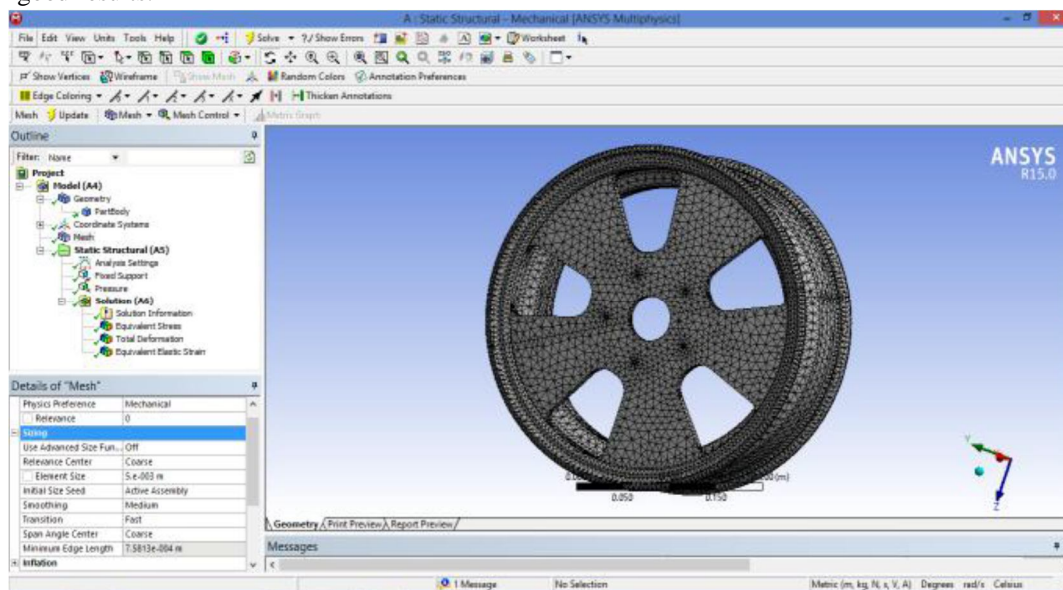 A : Static Structural - Mechanical [ANSYS Multiphysics]
File Edit View Units Tools Help Solve ?/Show Errors Worksheet
Show Vertices Wireframe Show Mesh Random Colors Annotation Preferences
Edge Coloring Thicken Annotations
Mesh Update Mesh Mesh Control Metric Graph
Outline
Filter: Name
Project
Model (A4)
Geometry
PartBody
Coordinate Systems
Mesh
Static Structural (A5)
Analysis Settings
Fixed Support
Pressure
Solution (A6)
Solution Information
Equivalent Stress
Total Deformation
Equivalent Elastic Strain
ANSYS
R15.0
Details of "Mesh"
Physics Preference Mechanical
Relevance 0
Sizing
Use Advanced Size Fun... Off
Relevance Center Coarse
Element Size 5.e-003 m
Initial Size Seed Active Assembly
Smoothing Medium
Transition Fast
Span Angle Center Coarse
Minimum Edge Length 7.5813e-004 m
Inflation
(m)
0.050 0.150
Y
Z
Geometry Print Preview Report Preview
Messages
1 Message No Selection Metric (m, kg, N, s, V, A) Degrees rad/s Celsius